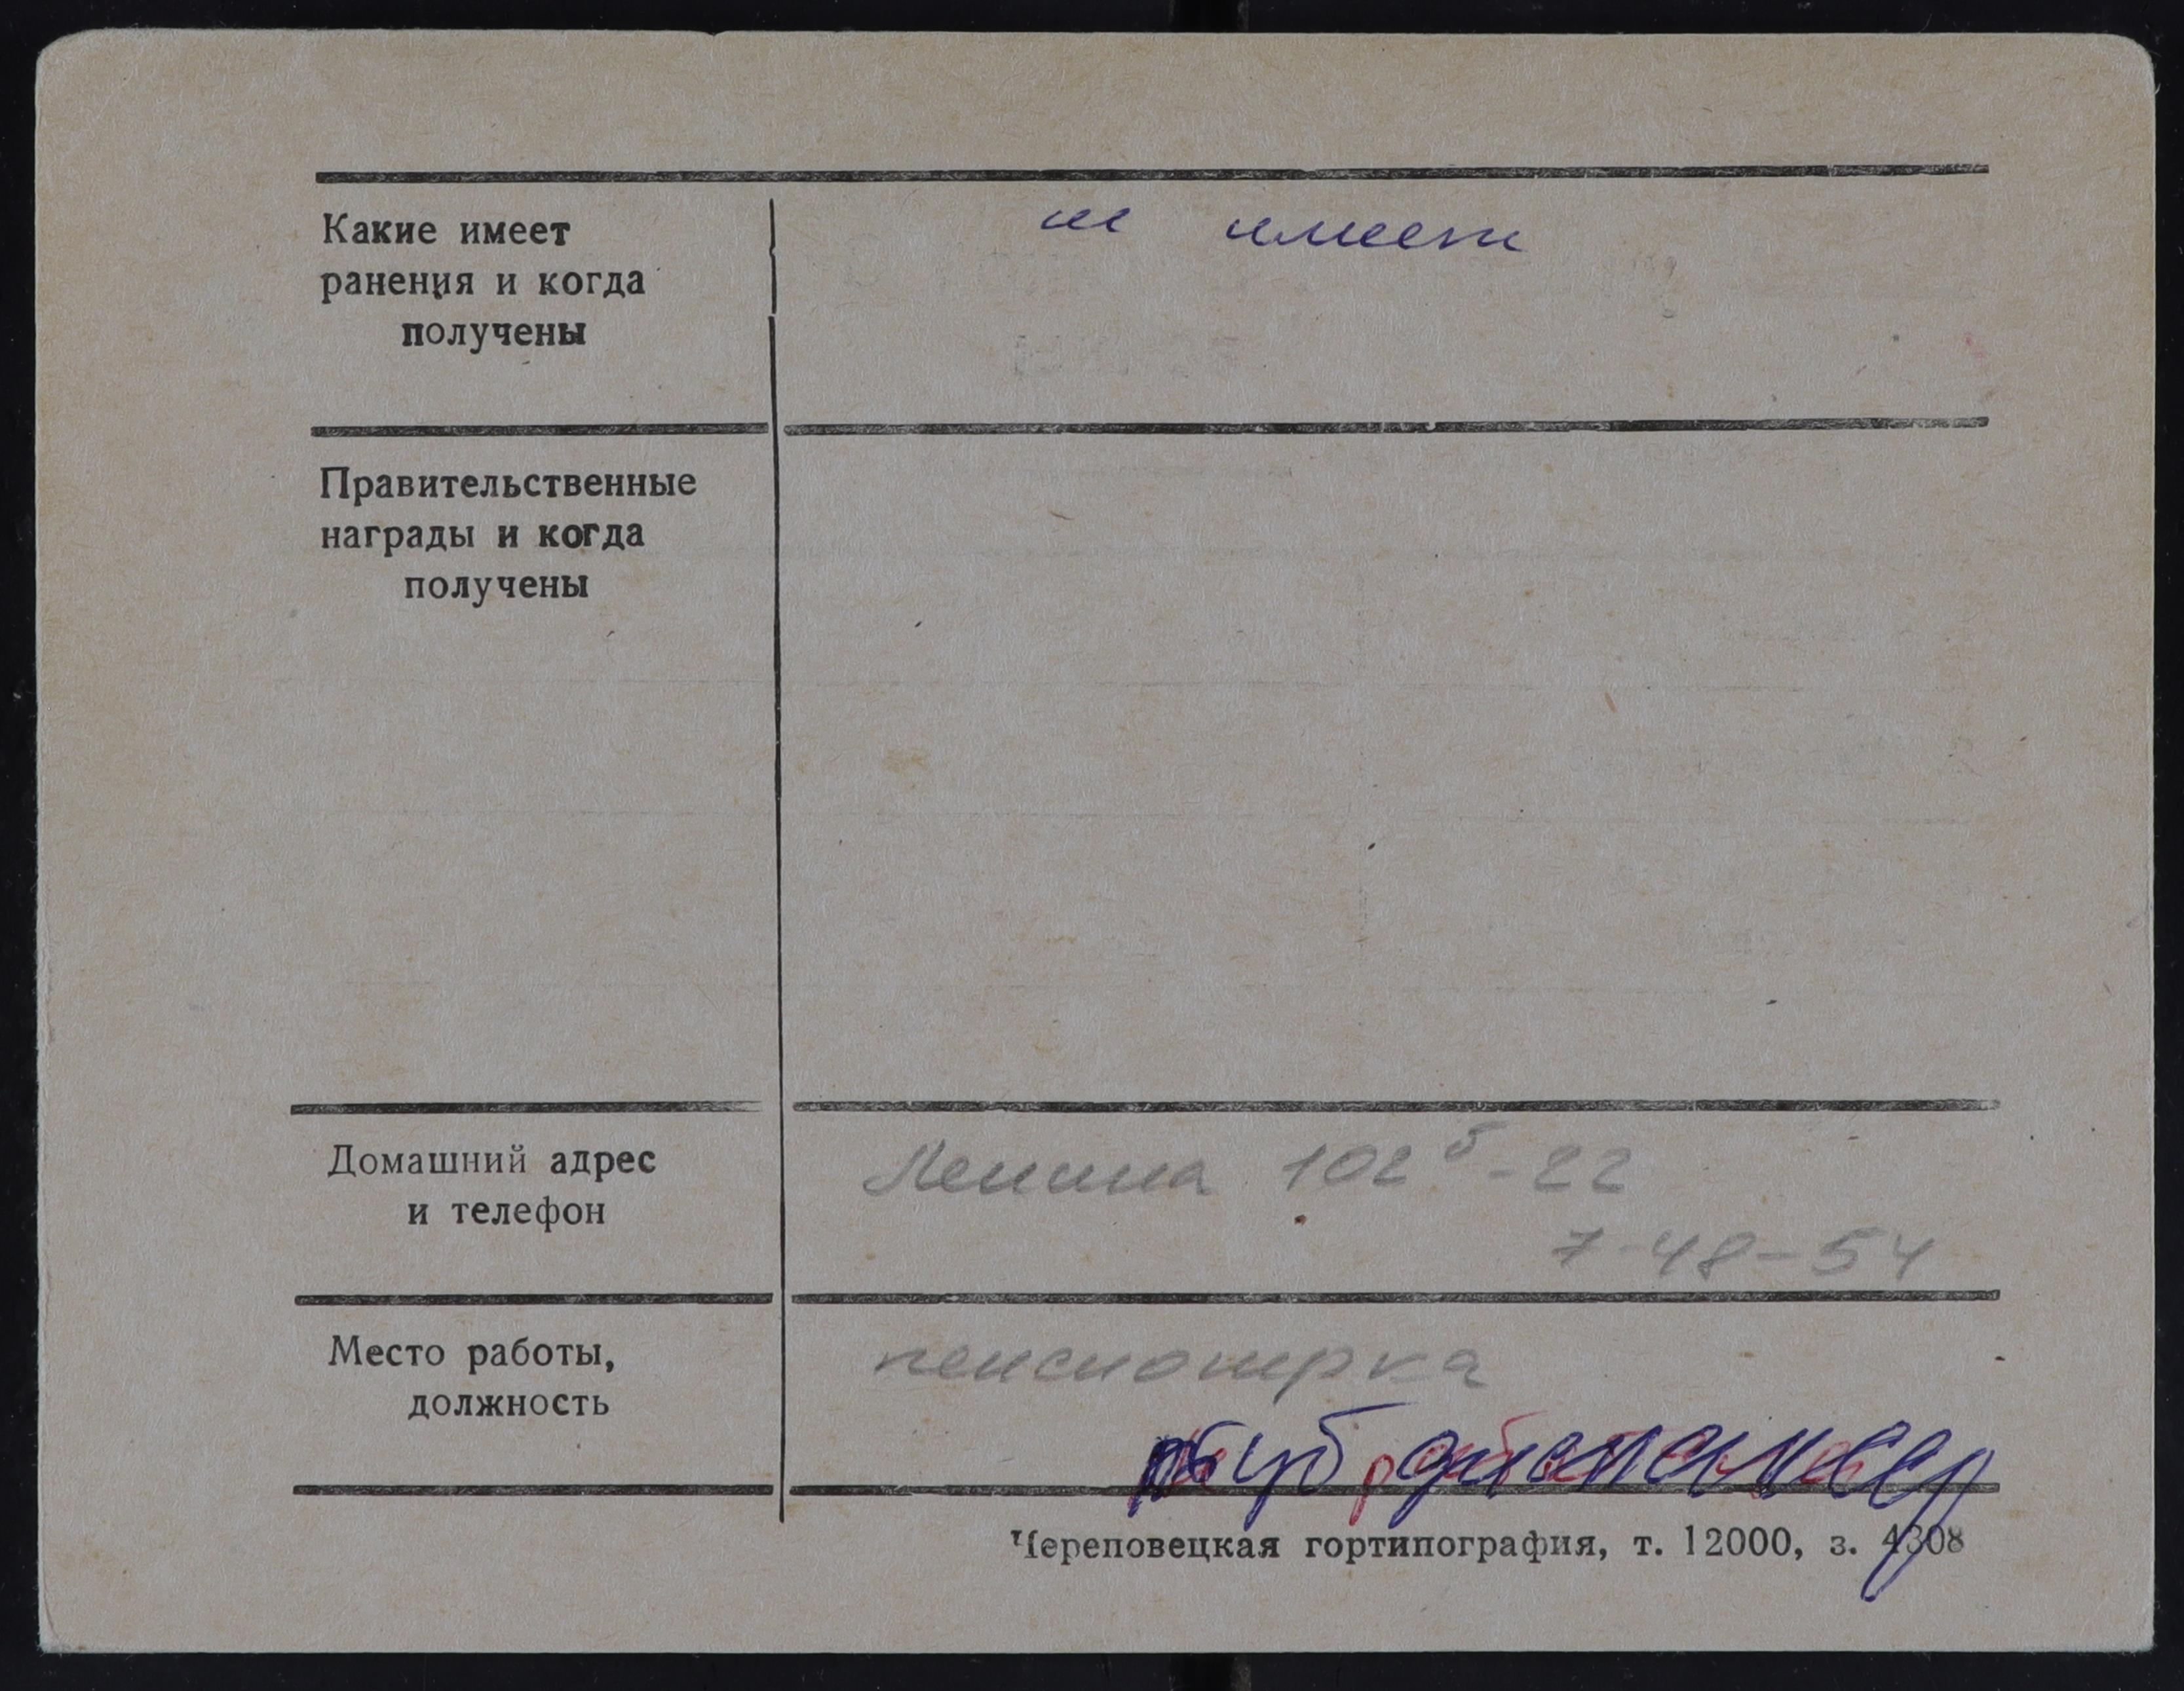 Какие имеет
ранения и когда
получены
не имеет
Правительственные
награды и когда
получены
Домашний адрес
и телефон
Ленина 102б-22
7-48-54
Место работы,
должность
пенсионерка
Череповецкая гортипография, т. 12000, з. 4308